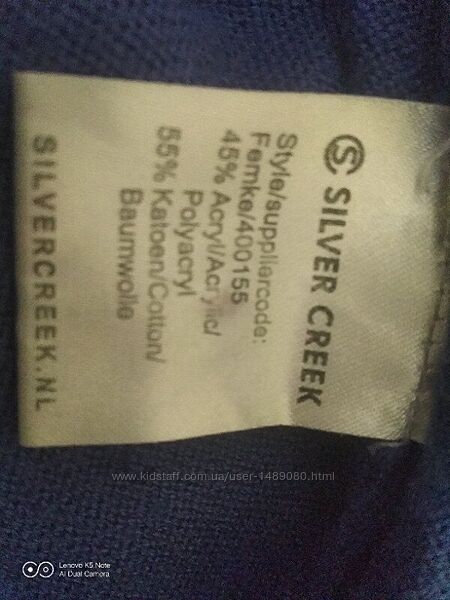 SILVER CREEK
Style/suppliercode:
Femke/400155
45% Acryl/Acrylic/
Polyacryl
55% Katoen/Cotton/
Baumwolle
SILVERCREEK.NL
www.kidstaff.com.ua/user-1489080.html
Lenovo K5 Note
AI Dual Camera